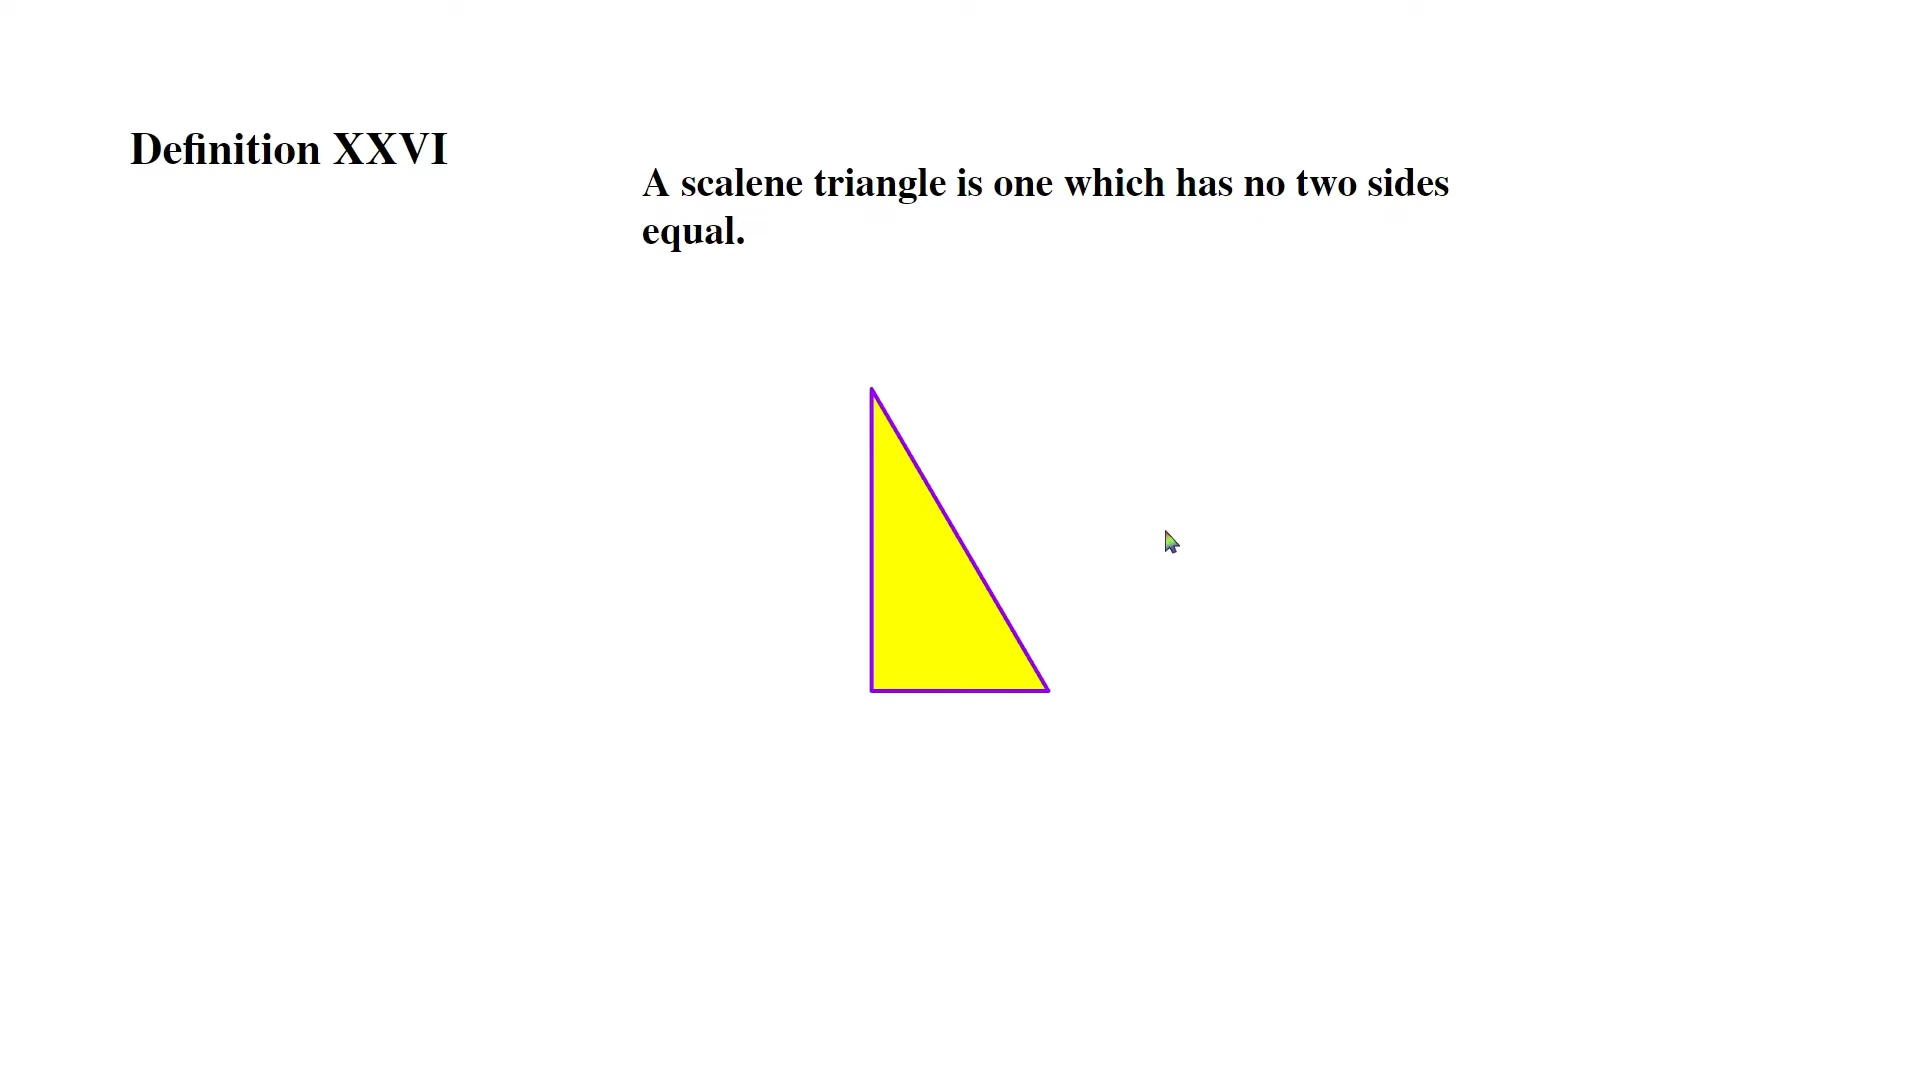 Definition XXVI
A scalene triangle is one which has no two sides
equal.